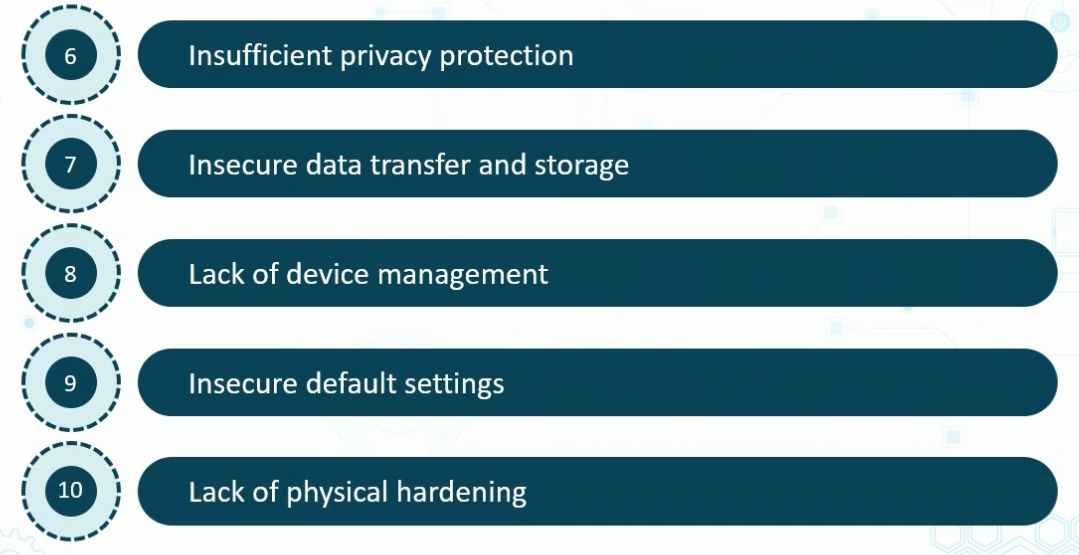 6 Insufficient privacy protection
7 Insecure data transfer and storage
8 Lack of device management
9 Insecure default settings
10 Lack of physical hardening